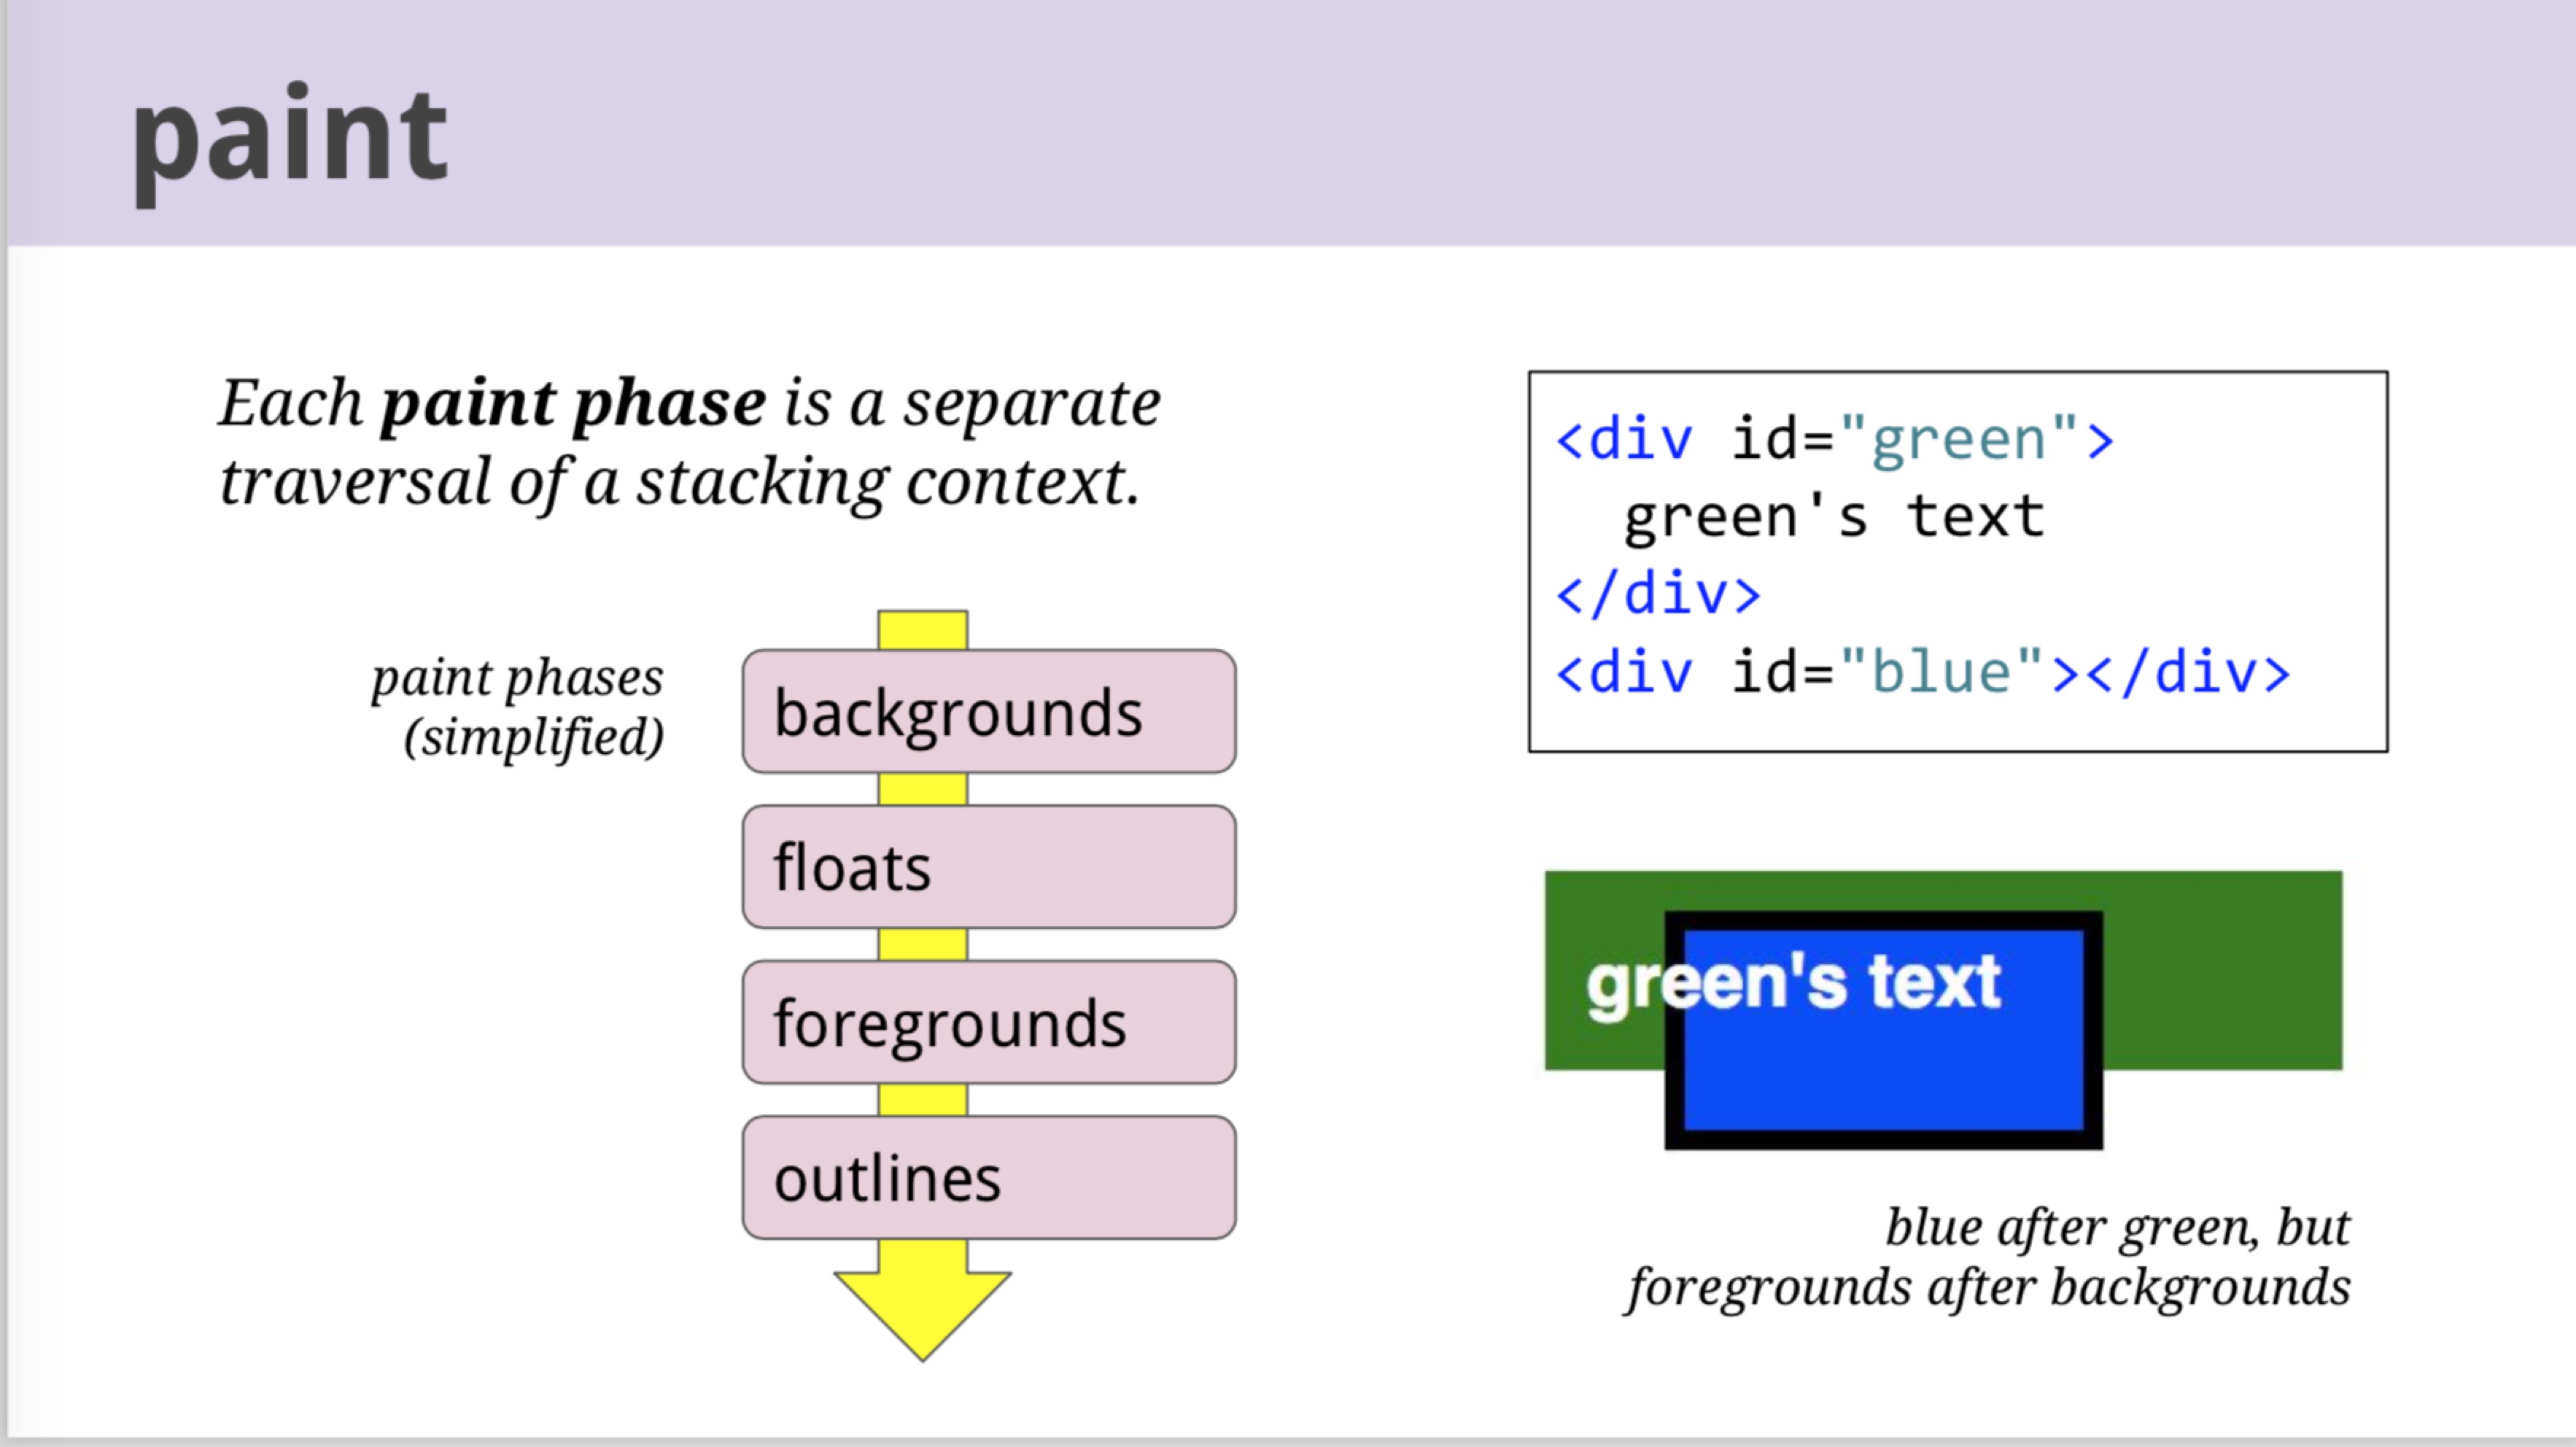 paint
Each paint phase is a separate
traversal of a stacking context.
paint phases
(simplified)
backgrounds
floats
foregrounds
outlines
<div id="green">
  green's text
</div>
<div id="blue"></div>
green's text
blue after green, but
foregrounds after backgrounds